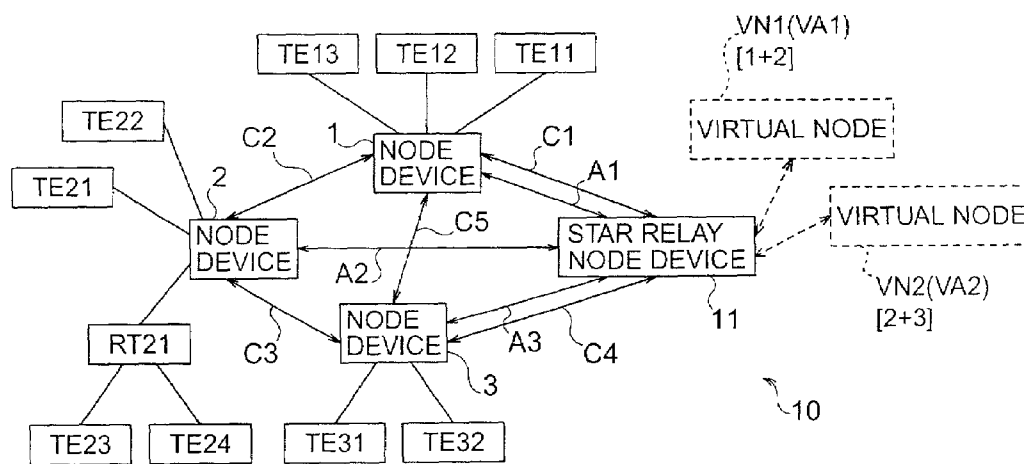 VN1(VA1)
[1+2]
TE13
TE12
TE11
TE22
VIRTUAL NODE
C2
1
NODE
DEVICE
C1
A1
TE21
2
NODE
DEVICE
C5
STAR RELAY
NODE DEVICE
VIRTUAL NODE
A2
VN2(VA2)
[2+3]
11
RT21
C3
NODE
DEVICE
A3
C4
3
10
TE23
TE24
TE31
TE32